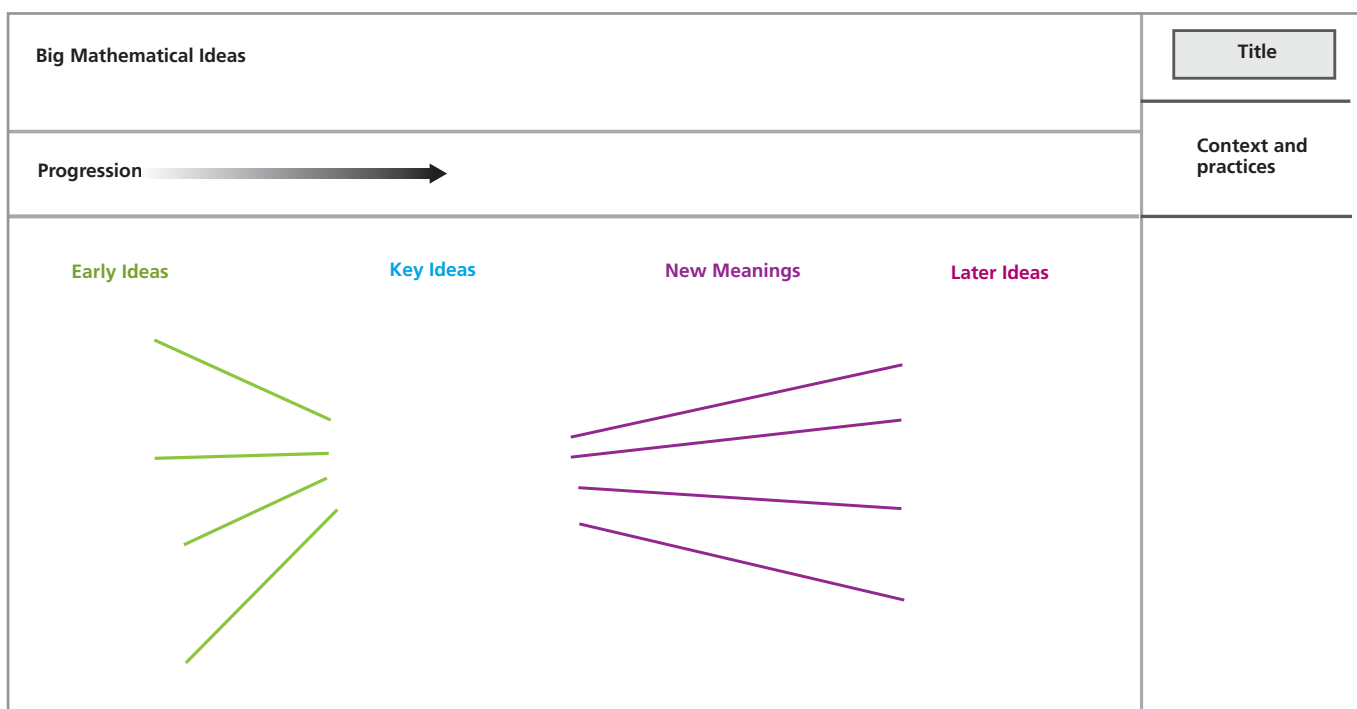 Big Mathematical Ideas
Title
Progression
Context and
practices
Early Ideas
Key Ideas
New Meanings
Later Ideas